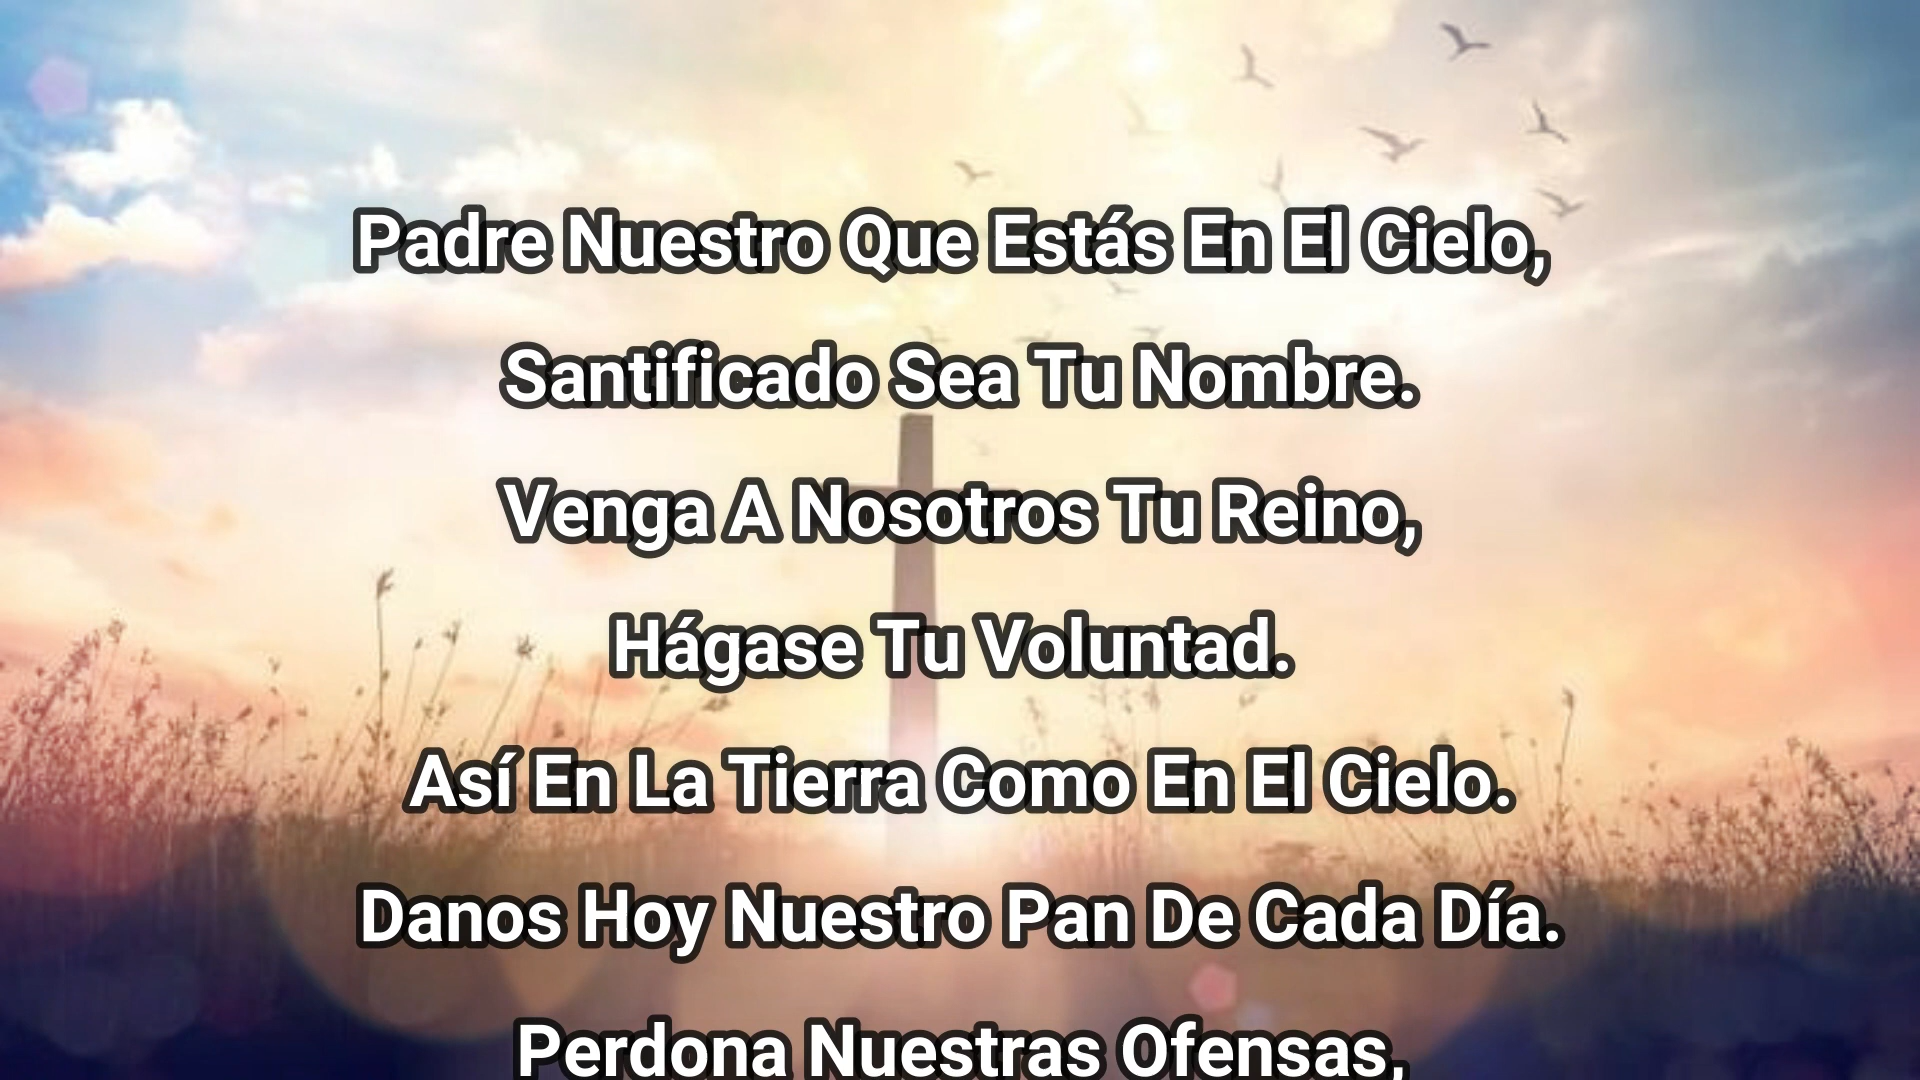 Padre Nuestro Que Estás En El Cielo,
Santificado Sea Tu Nombre.
Venga A Nosotros Tu Reino,
Hágase Tu Voluntad.
Así En La Tierra Como En El Cielo.
Danos Hoy Nuestro Pan De Cada Día.
Perdona Nuestras Ofensas,